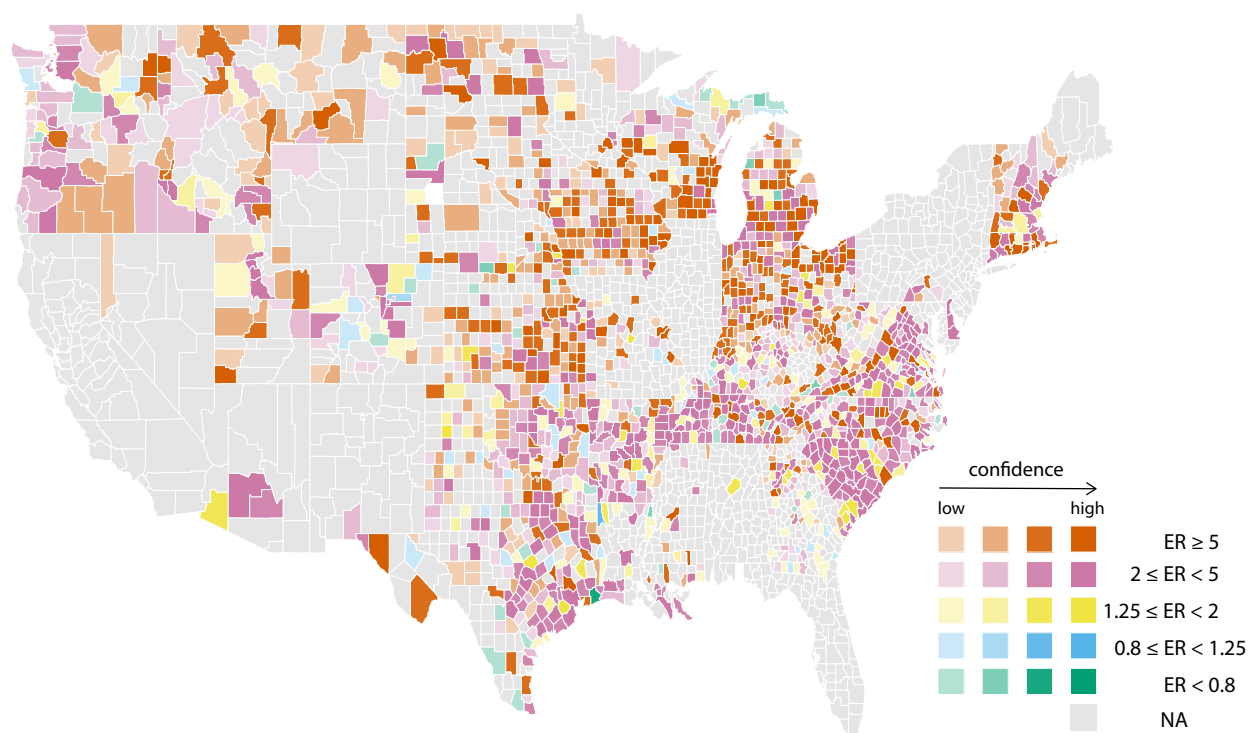 confidence
low high
ER ≥ 5
2 ≤ ER < 5
1.25 ≤ ER < 2
0.8 ≤ ER < 1.25
ER < 0.8
NA